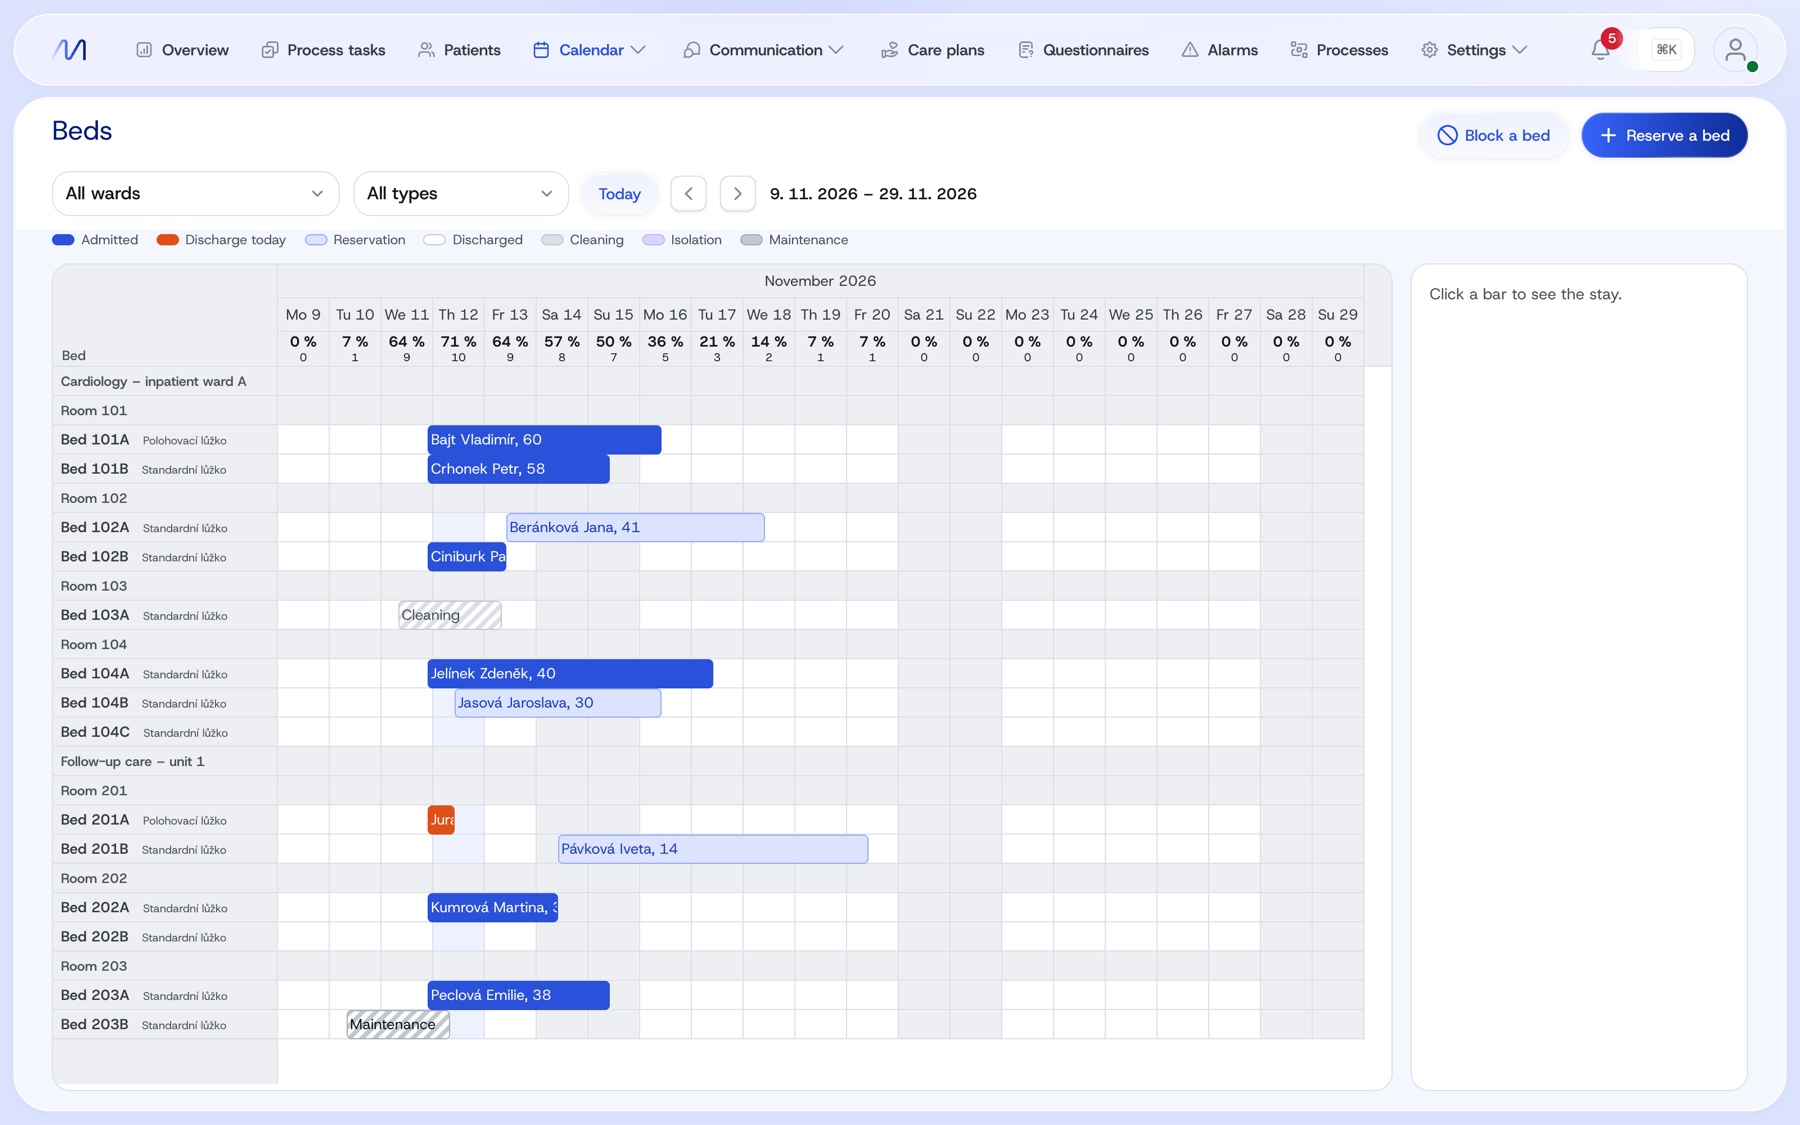 Overview Process tasks Patients Calendar Communication Care plans Questionnaires Alarms Processes Settings 5 ⌘K
Beds
Block a bed Reserve a bed
All wards All types Today 9. 11. 2026 – 29. 11. 2026
Admitted Discharge today Reservation Discharged Cleaning Isolation Maintenance
November 2026
Mo 9 Tu 10 We 11 Th 12 Fr 13 Sa 14 Su 15 Mo 16 Tu 17 We 18 Th 19 Fr 20 Sa 21 Su 22 Mo 23 Tu 24 We 25 Th 26 Fr 27 Sa 28 Su 29
0 % 7 % 64 % 71 % 64 % 57 % 50 % 36 % 21 % 14 % 7 % 7 % 0 % 0 % 0 % 0 % 0 % 0 % 0 % 0 % 0 %
Bed 0 1 9 10 9 8 7 5 3 2 1 1 0 0 0 0 0 0 0 0 0
Cardiology – inpatient ward A
Room 101
Bed 101A Polohovací lůžko Bajt Vladimír, 60
Bed 101B Standardní lůžko Crhonek Petr, 58
Room 102
Bed 102A Standardní lůžko Beránková Jana, 41
Bed 102B Standardní lůžko Ciniburk Pa
Room 103
Bed 103A Standardní lůžko Cleaning
Room 104
Bed 104A Standardní lůžko Jelínek Zdeněk, 40
Bed 104B Standardní lůžko Jasová Jaroslava, 30
Bed 104C Standardní lůžko
Follow-up care – unit 1
Room 201
Bed 201A Polohovací lůžko Jura
Bed 201B Standardní lůžko Pávková Iveta, 14
Room 202
Bed 202A Standardní lůžko Kumrová Martina, 3
Bed 202B Standardní lůžko
Room 203
Bed 203A Standardní lůžko Peclová Emilie, 38
Bed 203B Standardní lůžko Maintenance
Click a bar to see the stay.